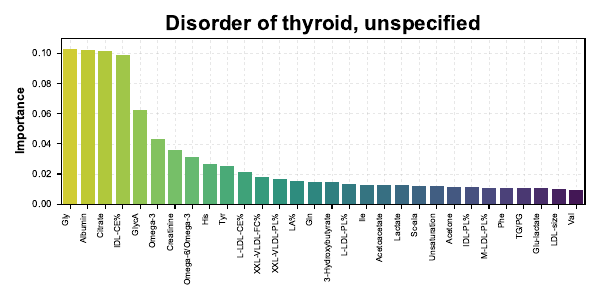 Disorder of thyroid, unspecified
Importance
0.10
0.08
0.06
0.04
0.02
0.00
Gly
Albumin
Citrate
IDL-CE%
GlycA
Omega-3
Creatinine
Omega-6/Omega-3
His
Tyr
L-LDL-CE%
XXL-VLDL-FC%
XXL-VLDL-PL%
LA%
Gln
3-Hydroxybutyrate
L-LDL-PL%
Ile
Acetoacetate
Lactate
Unsaturation
Acetone
IDL-PL%
M-LDL-PL%
Phe
TG/PG
Glu-lactate
LDL-size
Val